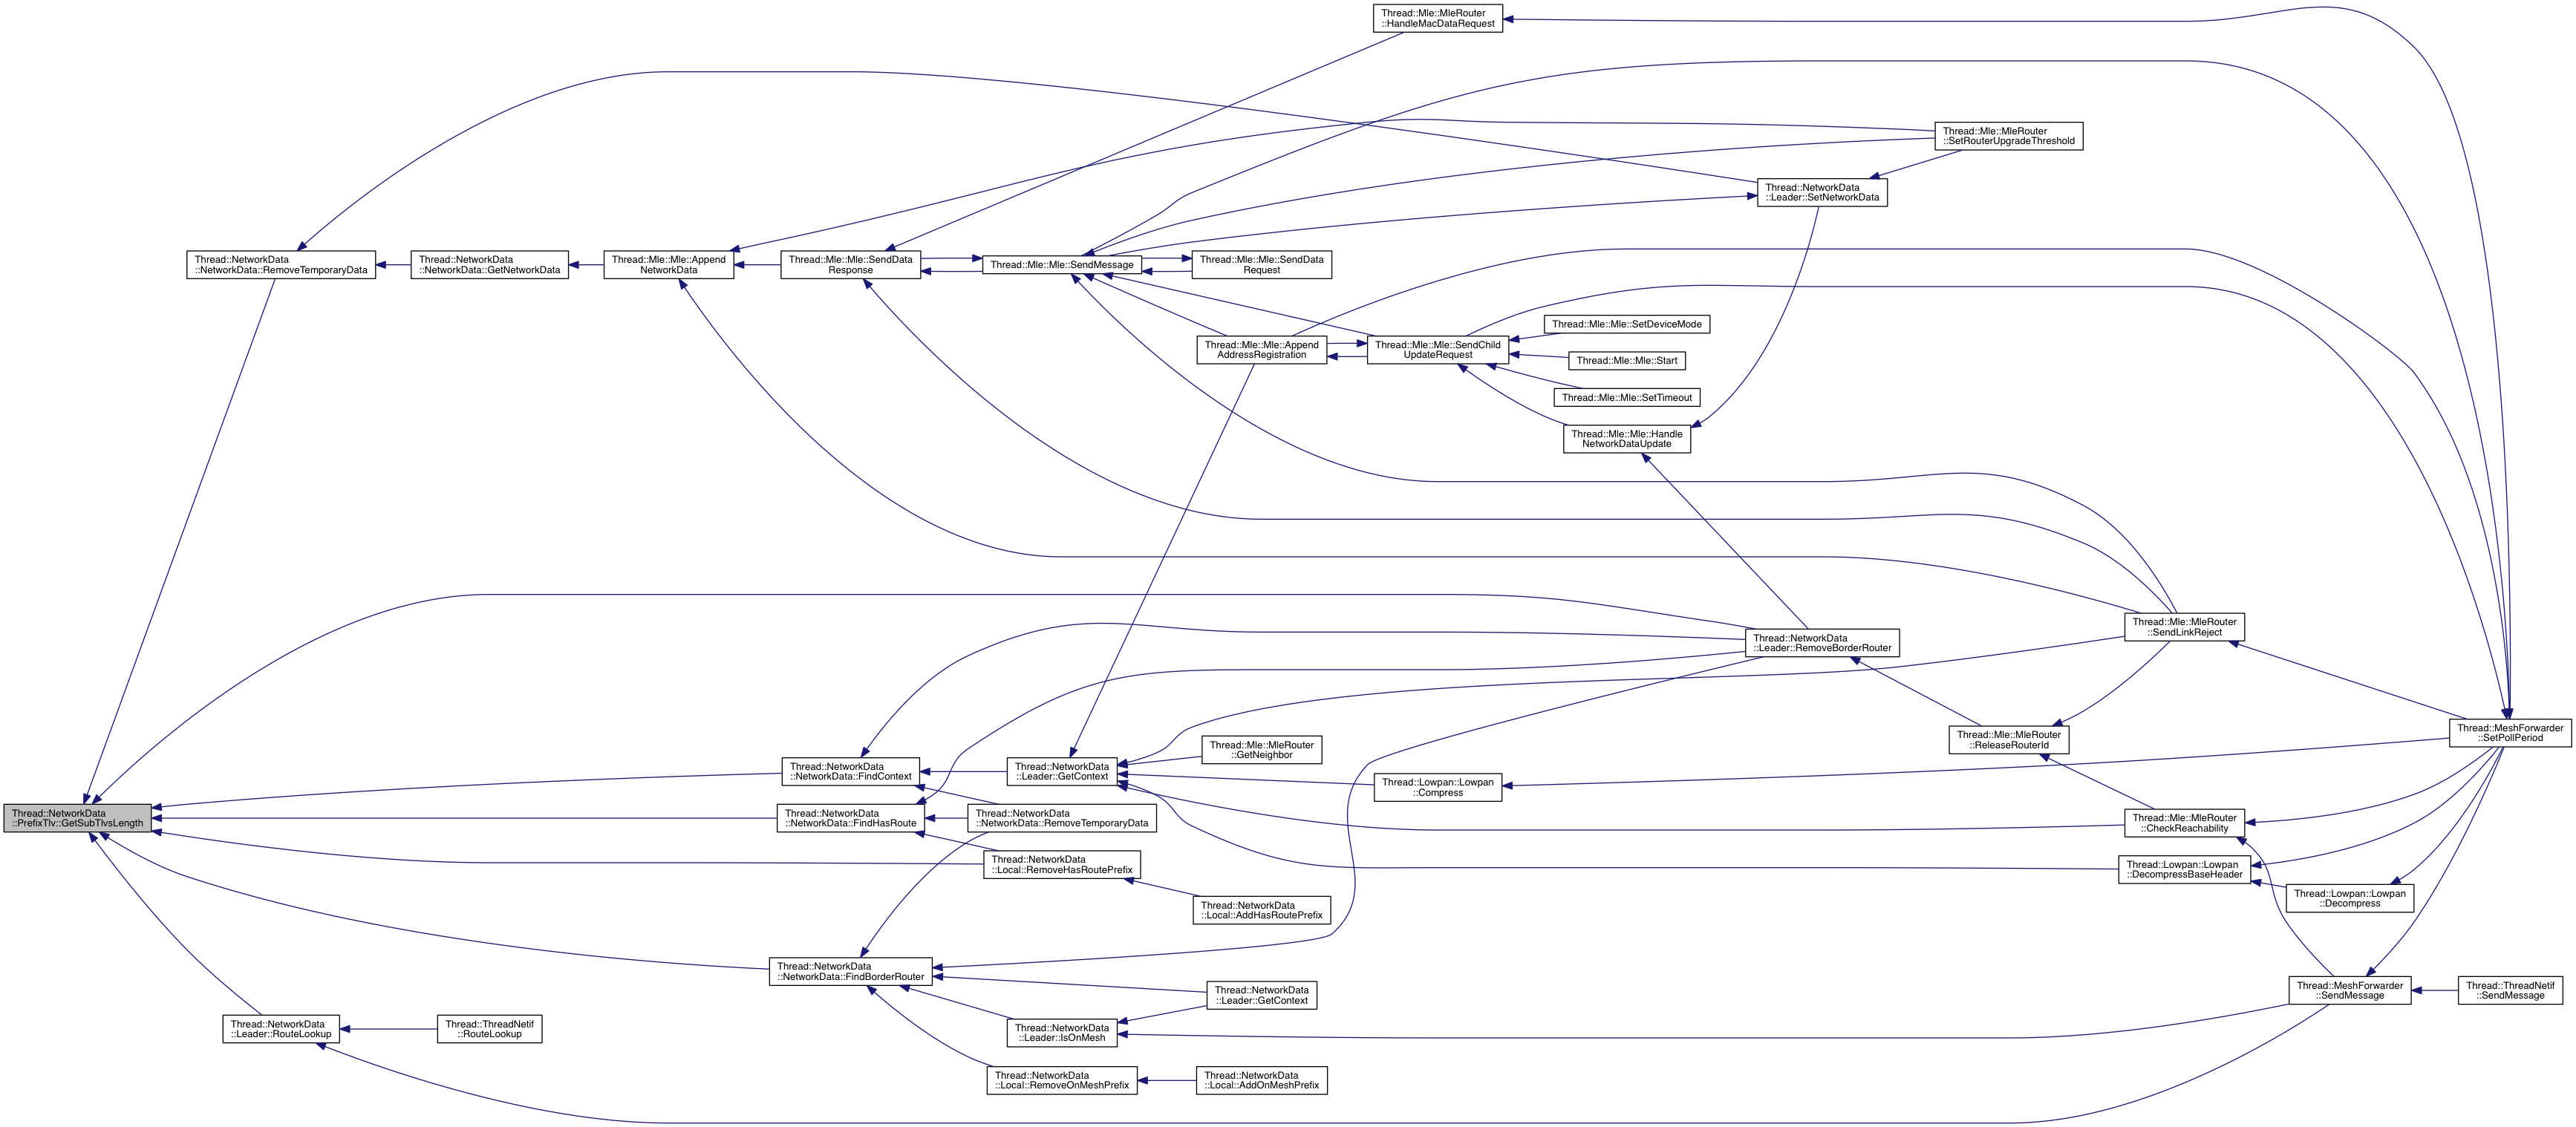 Thread::Mle::MleRouter
::HandleMacDataRequest
Thread::Mle::MleRouter
::SetRouterUpgradeThreshold
Thread::NetworkData
::Leader::SetNetworkData
Thread::NetworkData
::NetworkData::RemoveTemporaryData
Thread::NetworkData
::NetworkData::GetNetworkData
Thread::Mle::Mle::Append
NetworkData
Thread::Mle::Mle::SendData
Response
Thread::Mle::Mle::SendMessage
Thread::Mle::Mle::SendData
Request
Thread::Mle::Mle::Append
AddressRegistration
Thread::Mle::Mle::SendChild
UpdateRequest
Thread::Mle::Mle::SetDeviceMode
Thread::Mle::Mle::Start
Thread::Mle::Mle::SetTimeout
Thread::Mle::Mle::Handle
NetworkDataUpdate
Thread::NetworkData
::Leader::RemoveBorderRouter
Thread::Mle::MleRouter
::SendLinkReject
Thread::Mle::MleRouter
::ReleaseRouterId
Thread::MeshForwarder
::SetPollPeriod
Thread::NetworkData
::NetworkData::FindContext
Thread::NetworkData
::Leader::GetContext
Thread::Mle::MleRouter
::GetNeighbor
Thread::Lowpan::Lowpan
::Compress
Thread::NetworkData
::PrefixTlv::GetSubTlvsLength
Thread::NetworkData
::NetworkData::FindHasRoute
Thread::NetworkData
::NetworkData::RemoveTemporaryData
Thread::Mle::MleRouter
::CheckReachability
Thread::NetworkData
::Local::RemoveHasRoutePrefix
Thread::Lowpan::Lowpan
::DecompressBaseHeader
Thread::Lowpan::Lowpan
::Decompress
Thread::NetworkData
::Local::AddHasRoutePrefix
Thread::NetworkData
::NetworkData::FindBorderRouter
Thread::NetworkData
::Leader::GetContext
Thread::MeshForwarder
::SendMessage
Thread::ThreadNetif
::SendMessage
Thread::NetworkData
::Leader::RouteLookup
Thread::ThreadNetif
::RouteLookup
Thread::NetworkData
::Leader::IsOnMesh
Thread::NetworkData
::Local::RemoveOnMeshPrefix
Thread::NetworkData
::Local::AddOnMeshPrefix